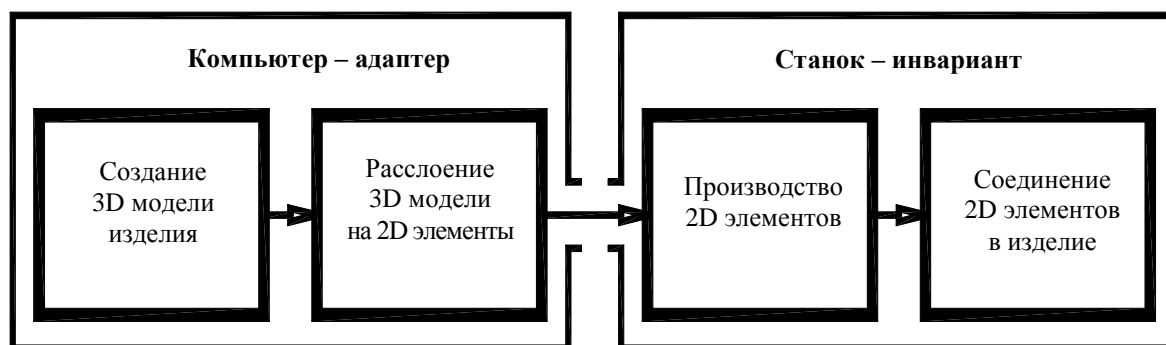 Компьютер – адаптер
Станок – инвариант
Создание
3D модели
изделия
Расслоение
3D модели
на 2D элементы
Производство
2D элементов
Соединение
2D элементов
в изделие